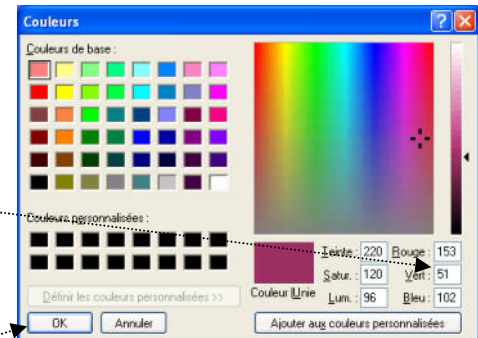 Couleurs
Couleurs de base :
Couleurs personnalisées :
Définir les couleurs personnalisées >>
OK Annuler
Couleur|Unie
Teinte : 220 Rouge : 153
Satur. : 120 Vert : 51
Lum. : 96 Bleu : 102
Ajouter aux couleurs personnalisées